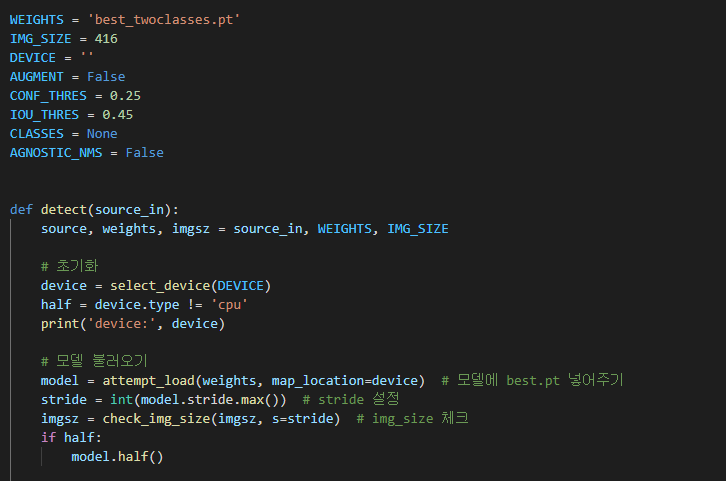 WEIGHTS = 'best_twoclasses.pt'
IMG_SIZE = 416
DEVICE = ''
AUGMENT = False
CONF_THRES = 0.25
IOU_THRES = 0.45
CLASSES = None
AGNOSTIC_NMS = False
def detect(source_in):
    source, weights, imgsz = source_in, WEIGHTS, IMG_SIZE
    # 초기화
    device = select_device(DEVICE)
    half = device.type != 'cpu'
    print('device:', device)
    # 모델 불러오기
    model = attempt_load(weights, map_location=device)  # 모델에 best.pt 넣어주기
    stride = int(model.stride.max())  # stride 설정
    imgsz = check_img_size(imgsz, s=stride)  # img_size 체크
    if half:
        model.half()